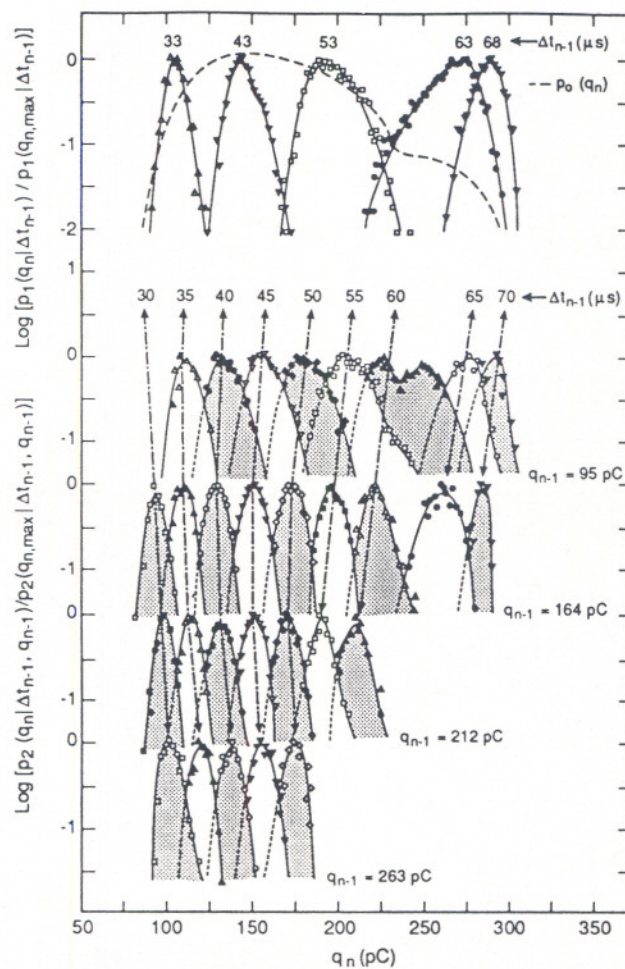 33 43 53 63 68 ← Δt_{n-1} (μs)
--- p_o (q_n)
0
-1
-2
1
Log [p_1(q_n|Δt_{n-1}) / p_1(q_{n,max}|Δt_{n-1})]
30 35 40 45 50 55 60 65 70 ← Δt_{n-1} (μs)
0
-1
q_{n-1} = 95 pC
0
-1
q_{n-1} = 164 pC
0
-1
q_{n-1} = 212 pC
0
-1
q_{n-1} = 263 pC
Log [p_2 (q_n|Δt_{n-1}, q_{n-1})/p_2(q_{n,max}|Δt_{n-1}, q_{n-1})]
50 100 150 200 250 300 350
q_n (pC)